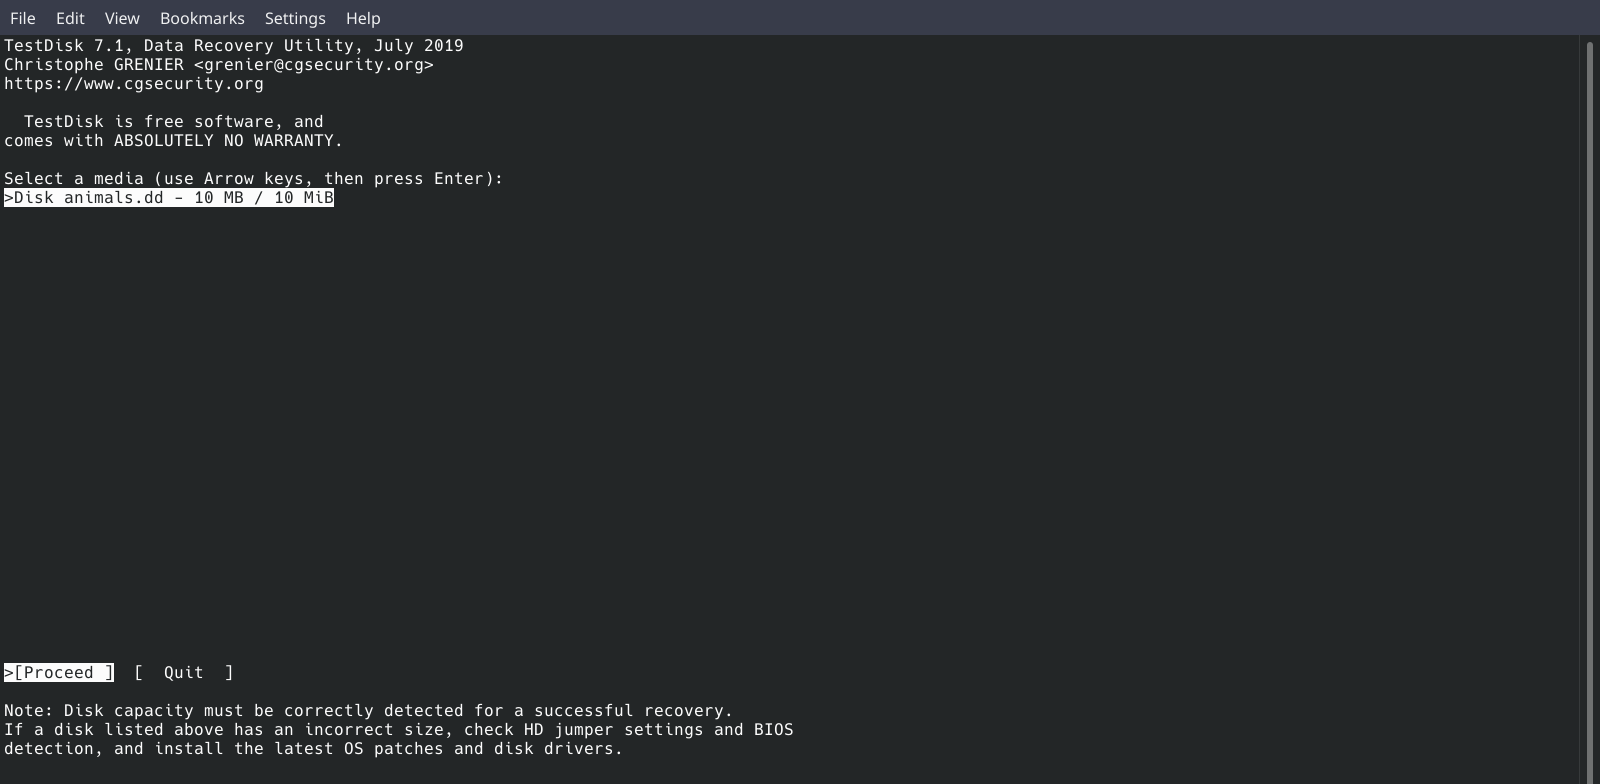 File Edit View Bookmarks Settings Help
TestDisk 7.1, Data Recovery Utility, July 2019
Christophe GRENIER <grenier@cgsecurity.org>
https://www.cgsecurity.org
TestDisk is free software, and
comes with ABSOLUTELY NO WARRANTY.
Select a media (use Arrow keys, then press Enter):
>Disk animals.dd - 10 MB / 10 MiB
>[Proceed ]  [  Quit  ]
Note: Disk capacity must be correctly detected for a successful recovery.
If a disk listed above has an incorrect size, check HD jumper settings and BIOS
detection, and install the latest OS patches and disk drivers.